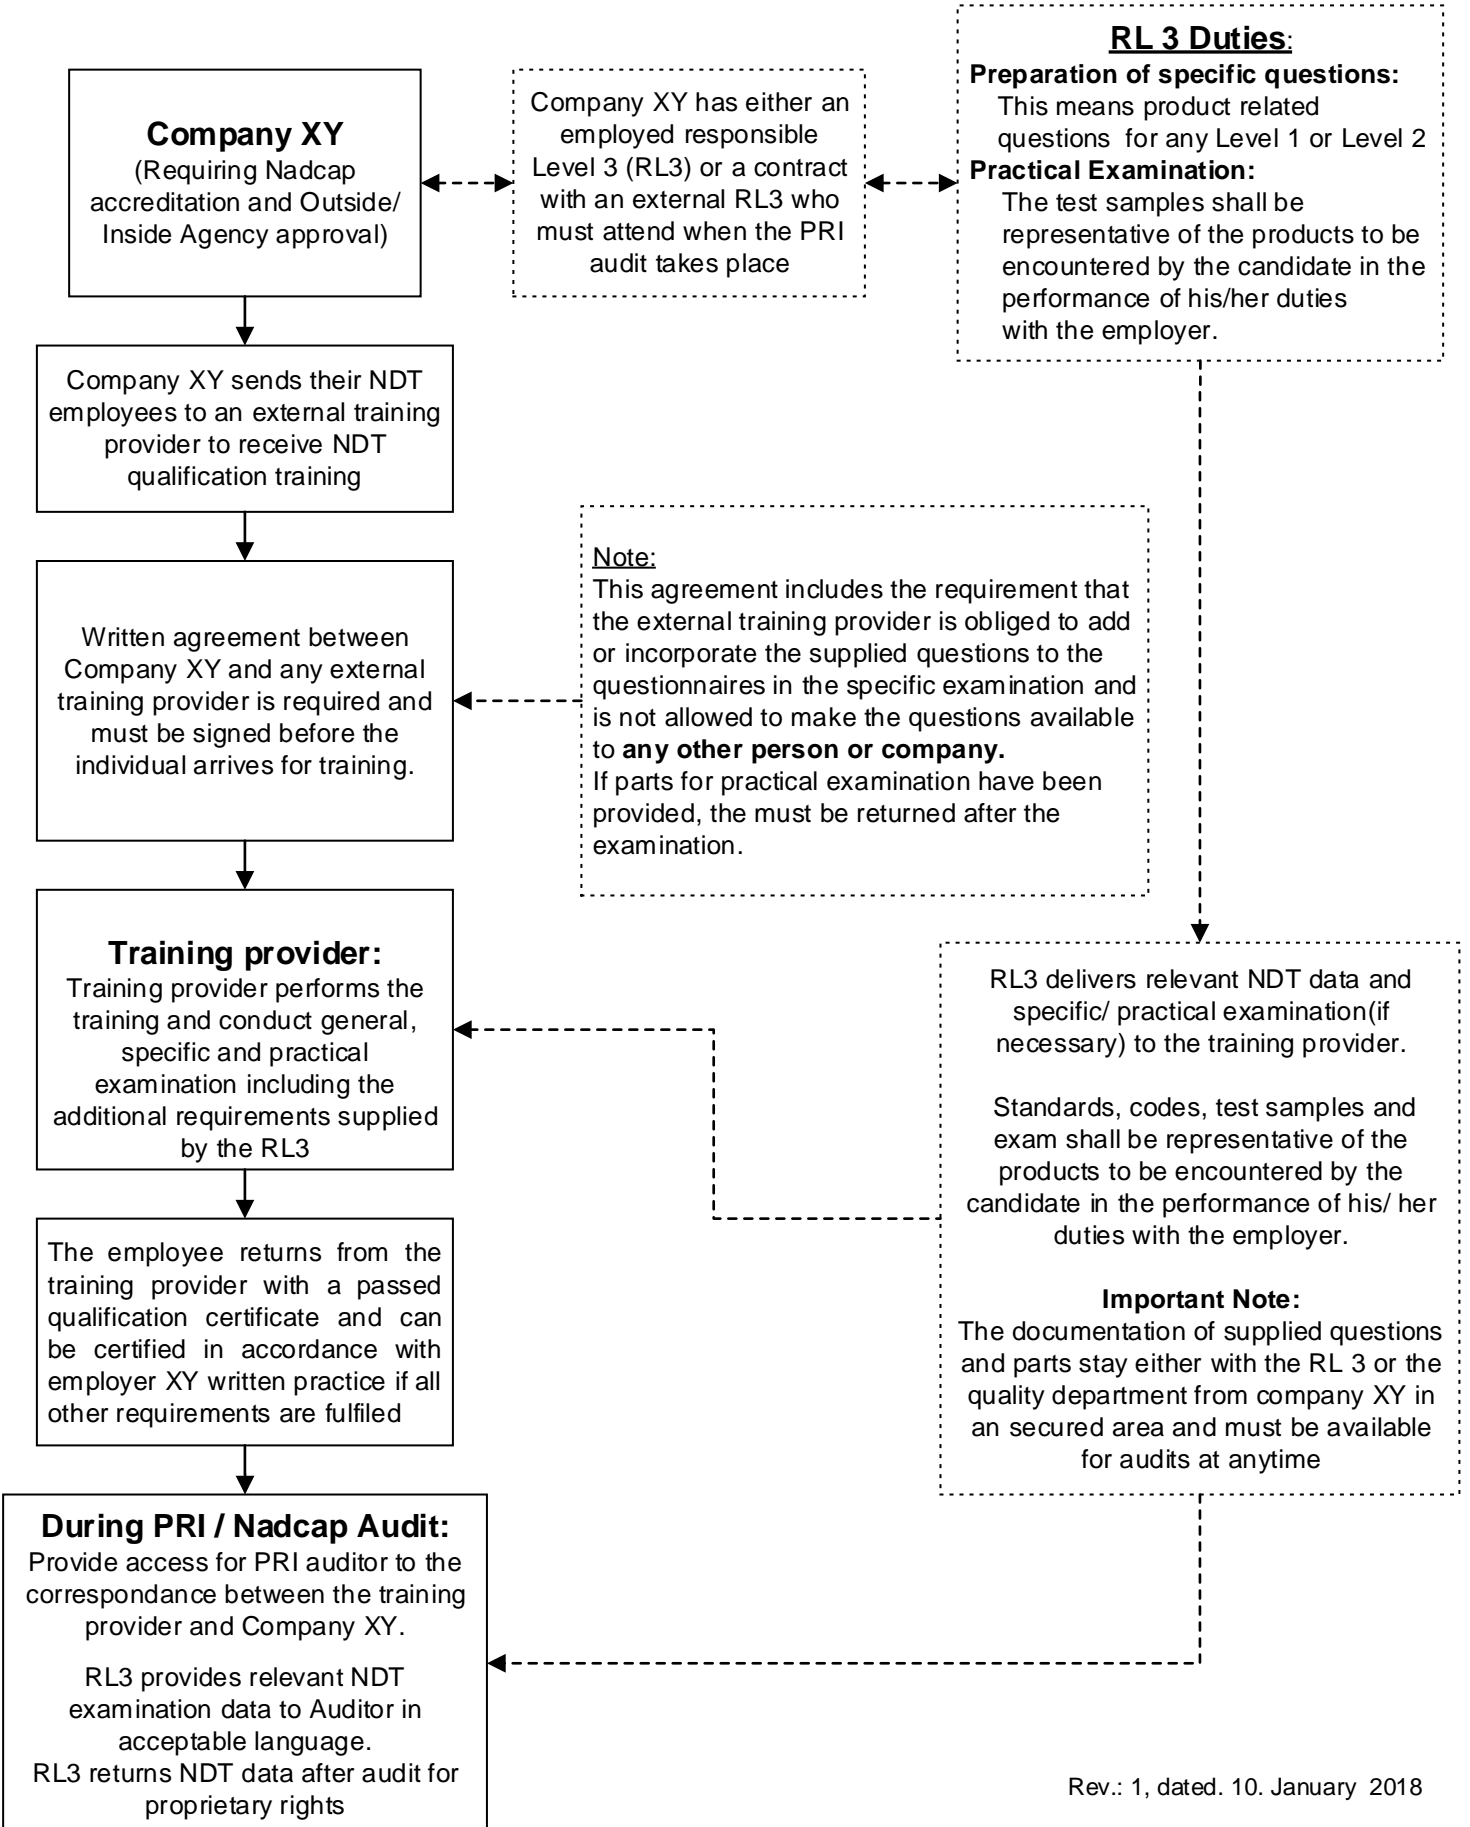 Company XY
(Requiring Nadcap
accreditation and Outside/
Inside Agency approval)
Company XY has either an
employed responsible
Level 3 (RL3) or a contract
with an external RL3 who
must attend when the PRI
audit takes place
RL 3 Duties:
Preparation of specific questions:
This means product related
questions for any Level 1 or Level 2
Practical Examination:
The test samples shall be
representative of the products to be
encountered by the candidate in the
performance of his/her duties
with the employer.
Company XY sends their NDT
employees to an external training
provider to receive NDT
qualification training
Written agreement between
Company XY and any external
training provider is required and
must be signed before the
individual arrives for training.
Note:
This agreement includes the requirement that
the external training provider is obliged to add
or incorporate the supplied questions to the
questionnaires in the specific examination and
is not allowed to make the questions available
to any other person or company.
If parts for practical examination have been
provided, the must be returned after the
examination.
Training provider:
Training provider performs the
training and conduct general,
specific and practical
examination including the
additional requirements supplied
by the RL3
RL3 delivers relevant NDT data and
specific/ practical examination(if
necessary) to the training provider.
Standards, codes, test samples and
exam shall be representative of the
products to be encountered by the
candidate in the performance of his/ her
duties with the employer.
Important Note:
The documentation of supplied questions
and parts stay either with the RL 3 or the
quality department from company XY in
an secured area and must be available
for audits at anytime
The employee returns from the
training provider with a passed
qualification certificate and can
be certified in accordance with
employer XY written practice if all
other requirements are fulfiled
During PRI / Nadcap Audit:
Provide access for PRI auditor to the
correspondance between the training
provider and Company XY.
RL3 provides relevant NDT
examination data to Auditor in
acceptable language.
RL3 returns NDT data after audit for
proprietary rights
Rev.: 1, dated. 10. January 2018